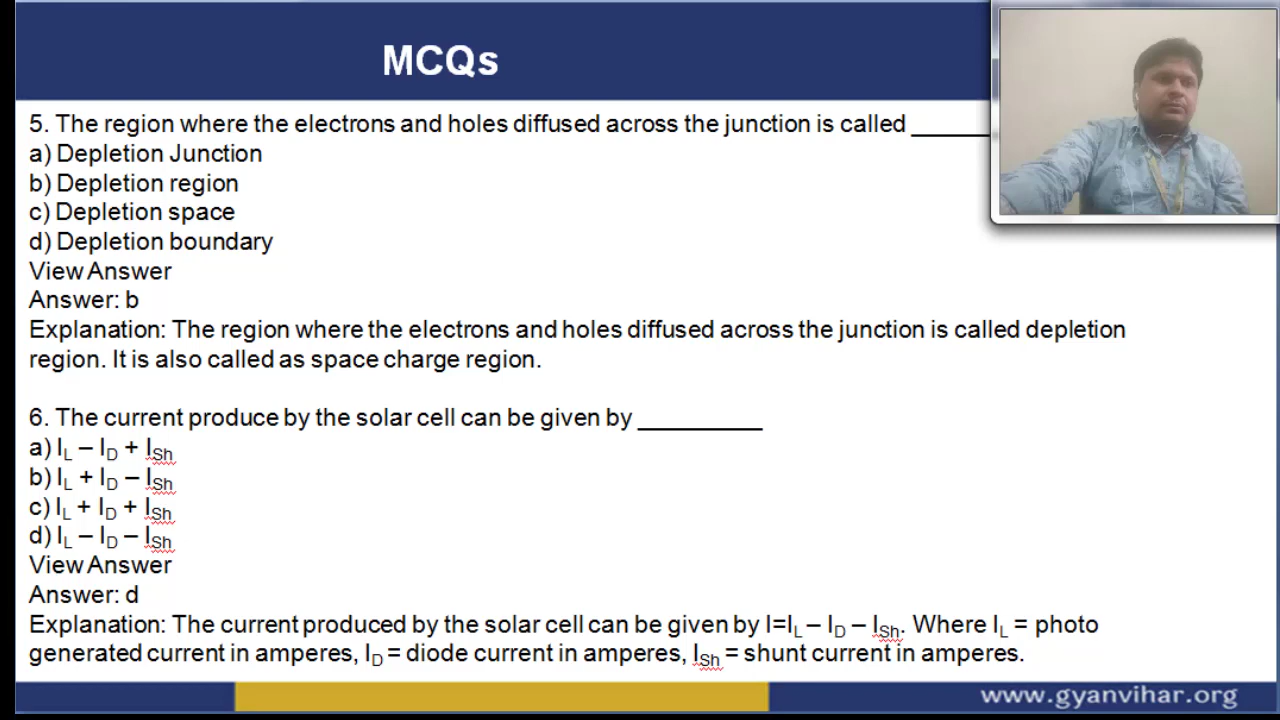 MCQs
5. The region where the electrons and holes diffused across the junction is called ______
a) Depletion Junction
b) Depletion region
c) Depletion space
d) Depletion boundary
View Answer
Answer: b
Explanation: The region where the electrons and holes diffused across the junction is called depletion
region. It is also called as space charge region.
6. The current produce by the solar cell can be given by _________
a) IL – ID + ISh
b) IL + ID – ISh
c) IL + ID + ISh
d) IL – ID – ISh
View Answer
Answer: d
Explanation: The current produced by the solar cell can be given by I=IL – ID – ISh. Where IL = photo
generated current in amperes, ID = diode current in amperes, ISh = shunt current in amperes.
www.gyanvihar.org